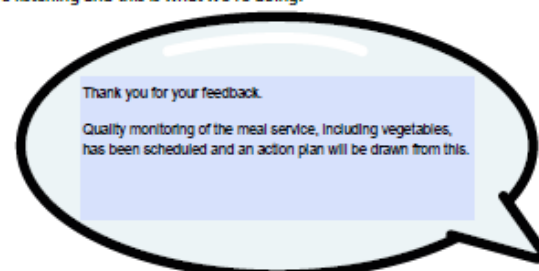 listening and this is what we're doing:
Thank you for your feedback.
Quality monitoring of the meal service, including vegetables,
has been scheduled and an action plan will be drawn from this.